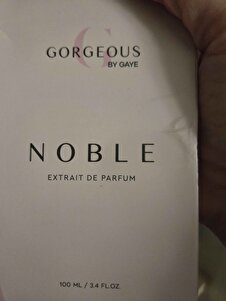 GORGEOUS
BY GAYE
NOBLE
EXTRAIT DE PARFUM
100 ML / 3.4 FL.OZ.